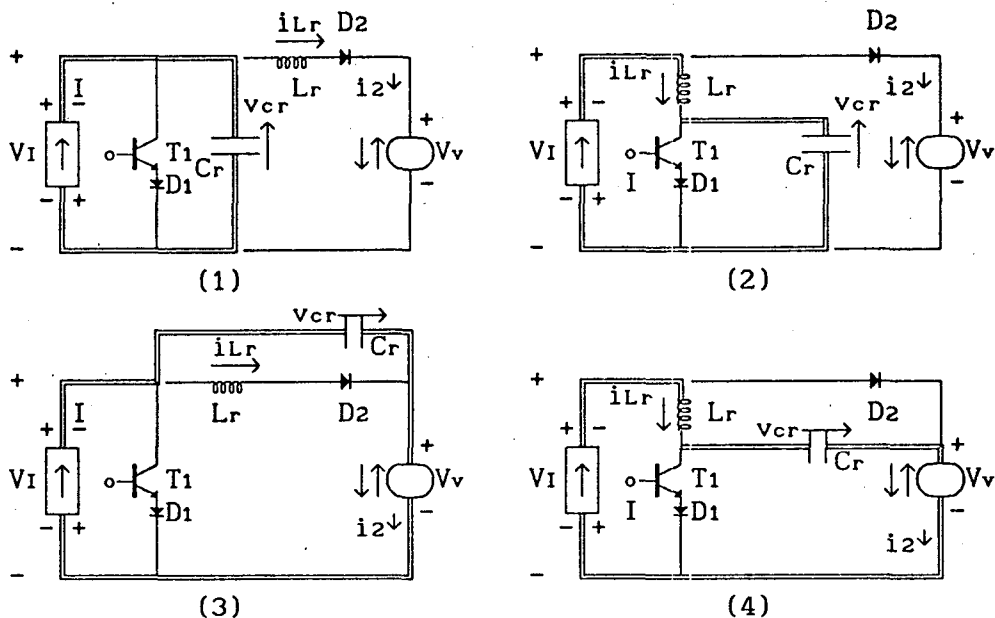 iLr D2
+ + I Vcr Lr i2 +
VI T1 Cr Vv
D1
- + -
-
(1)
D2
+ iLr Lr i2
+ - Vcr +
VI T1 Cr Vv
I D1
- + -
-
(2)
Vcr Cr
iLr
+ Lr D2
+ I +
VI T1 Vv
- + D1 i2 -
-
(3)
+ iLr Lr D2
+ - Vcr +
VI T1 Cr Vv
I D1
- + i2 -
-
(4)